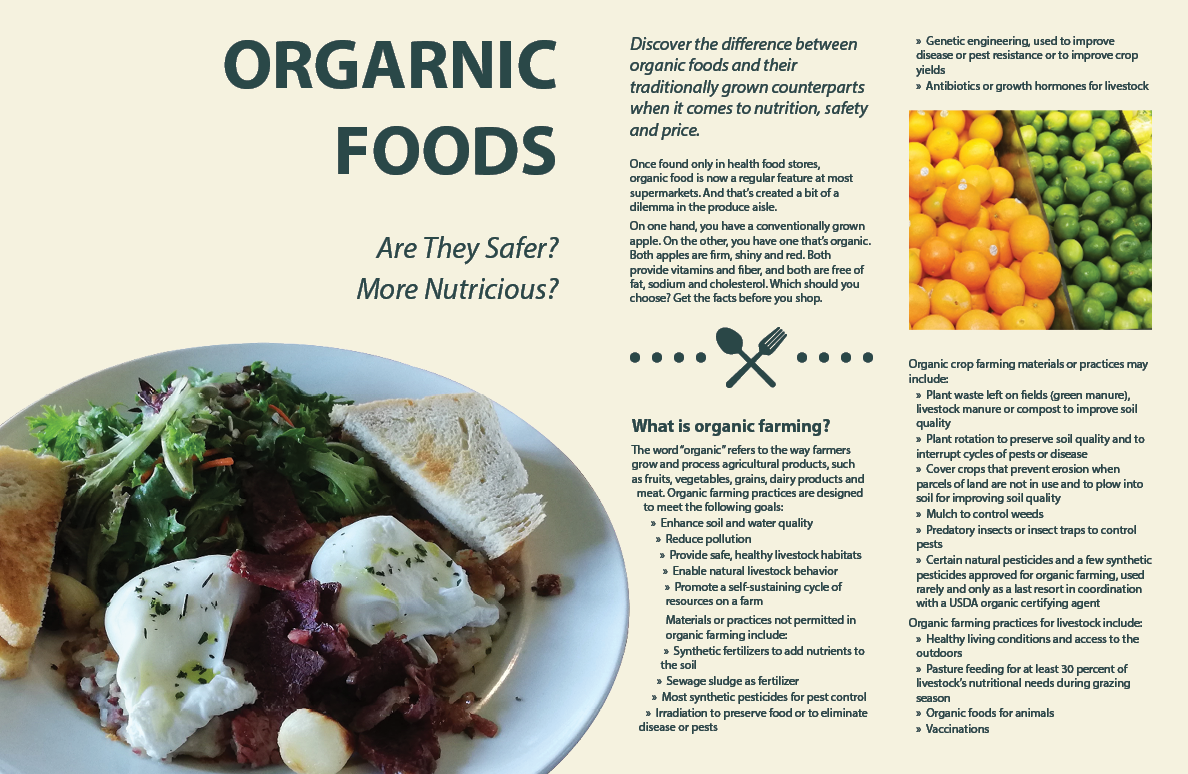 ORGARNIC
FOODS
Are They Safer?
More Nutricious?
Discover the difference between
organic foods and their
traditionally grown counterparts
when it comes to nutrition, safety
and price.
Once found only in health food stores,
organic food is now a regular feature at most
supermarkets. And that's created a bit of a
dilemma in the produce aisle.
On one hand, you have a conventionally grown
apple. On the other, you have one that's organic.
Both apples are firm, shiny and red. Both
provide vitamins and fiber, and both are free of
fat, sodium and cholesterol. Which should you
choose? Get the facts before you shop.
What is organic farming?
The word "organic" refers to the way farmers
grow and process agricultural products, such
as fruits, vegetables, grains, dairy products and
meat. Organic farming practices are designed
to meet the following goals:
» Enhance soil and water quality
» Reduce pollution
» Provide safe, healthy livestock habitats
» Enable natural livestock behavior
» Promote a self-sustaining cycle of
resources on a farm
Materials or practices not permitted in
organic farming include:
» Synthetic fertilizers to add nutrients to
the soil
» Sewage sludge as fertilizer
» Most synthetic pesticides for pest control
» Irradiation to preserve food or to eliminate
disease or pests
» Genetic engineering, used to improve
disease or pest resistance or to improve crop
yields
» Antibiotics or growth hormones for livestock
Organic crop farming materials or practices may
include:
» Plant waste left on fields (green manure),
livestock manure or compost to improve soil
quality
» Plant rotation to preserve soil quality and to
interrupt cycles of pests or disease
» Cover crops that prevent erosion when
parcels of land are not in use and to plow into
soil for improving soil quality
» Mulch to control weeds
» Predatory insects or insect traps to control
pests
» Certain natural pesticides and a few synthetic
pesticides approved for organic farming, used
rarely and only as a last resort in coordination
with a USDA organic certifying agent
Organic farming practices for livestock include:
» Healthy living conditions and access to the
outdoors
» Pasture feeding for at least 30 percent of
livestock's nutritional needs during grazing
season
» Organic foods for animals
» Vaccinations